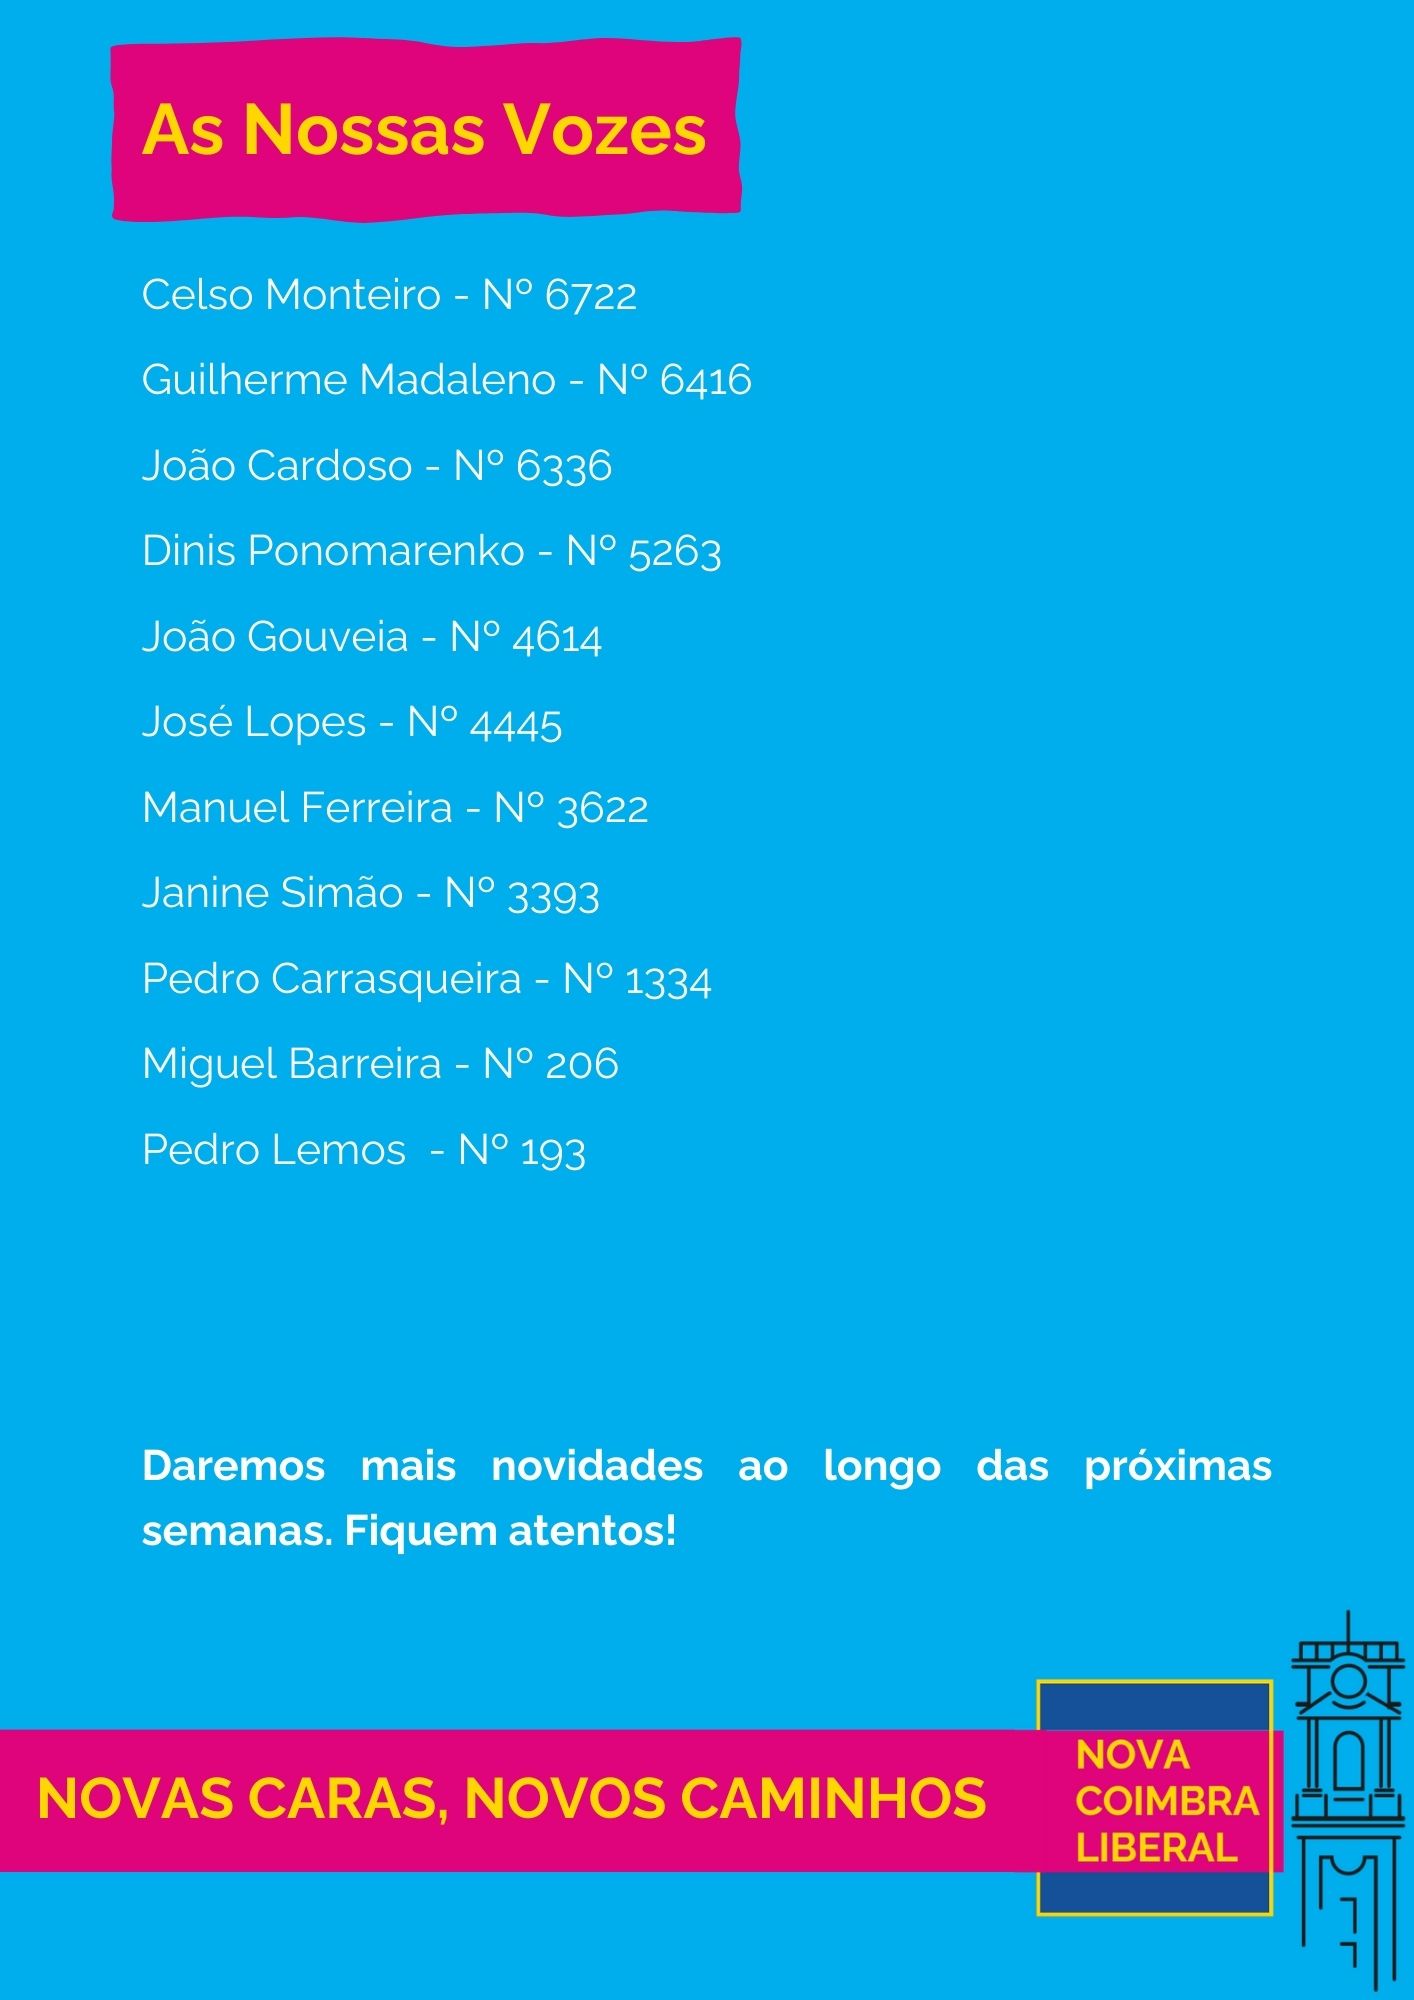 As Nossas Vozes
Celso Monteiro - Nº 6722
Guilherme Madaleno - Nº 6416
João Cardoso - Nº 6336
Dinis Ponomarenko - Nº 5263
João Gouveia - Nº 4614
José Lopes - Nº 4445
Manuel Ferreira - Nº 3622
Janine Simão - Nº 3393
Pedro Carrasqueira - Nº 1334
Miguel Barreira - Nº 206
Pedro Lemos - Nº 193
Daremos mais novidades ao longo das próximas
semanas. Fiquem atentos!
NOVAS CARAS, NOVOS CAMINHOS
NOVA
COIMBRA
LIBERAL